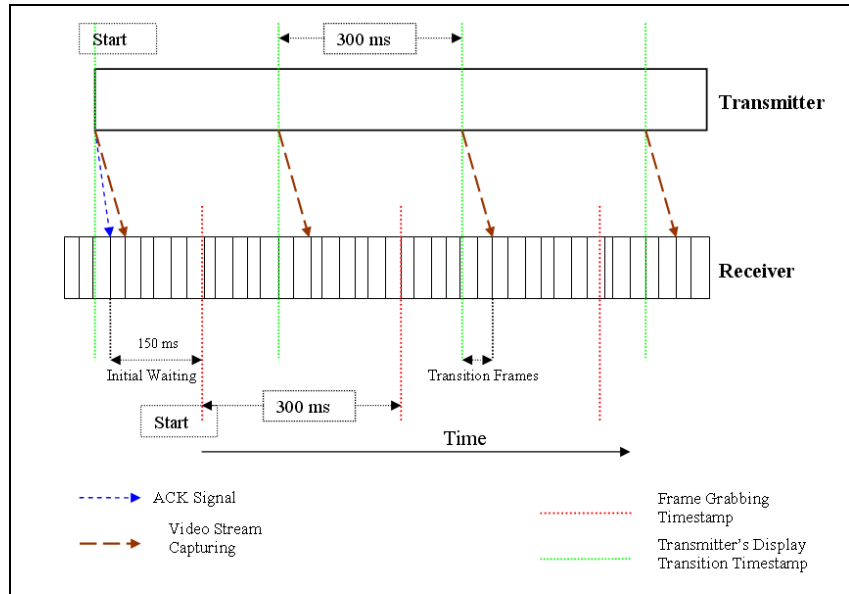 Start
300 ms
Transmitter
Receiver
150 ms
Initial Waiting
Transition Frames
300 ms
Start
Time
ACK Signal
Video Stream
Capturing
Frame Grabbing
Timestamp
Transmitter's Display
Transition Timestamp